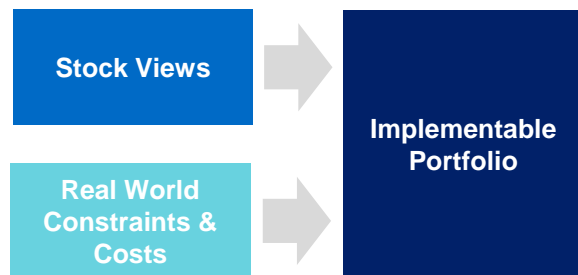 Stock Views
Implementable
Portfolio
Real World
Constraints &
Costs